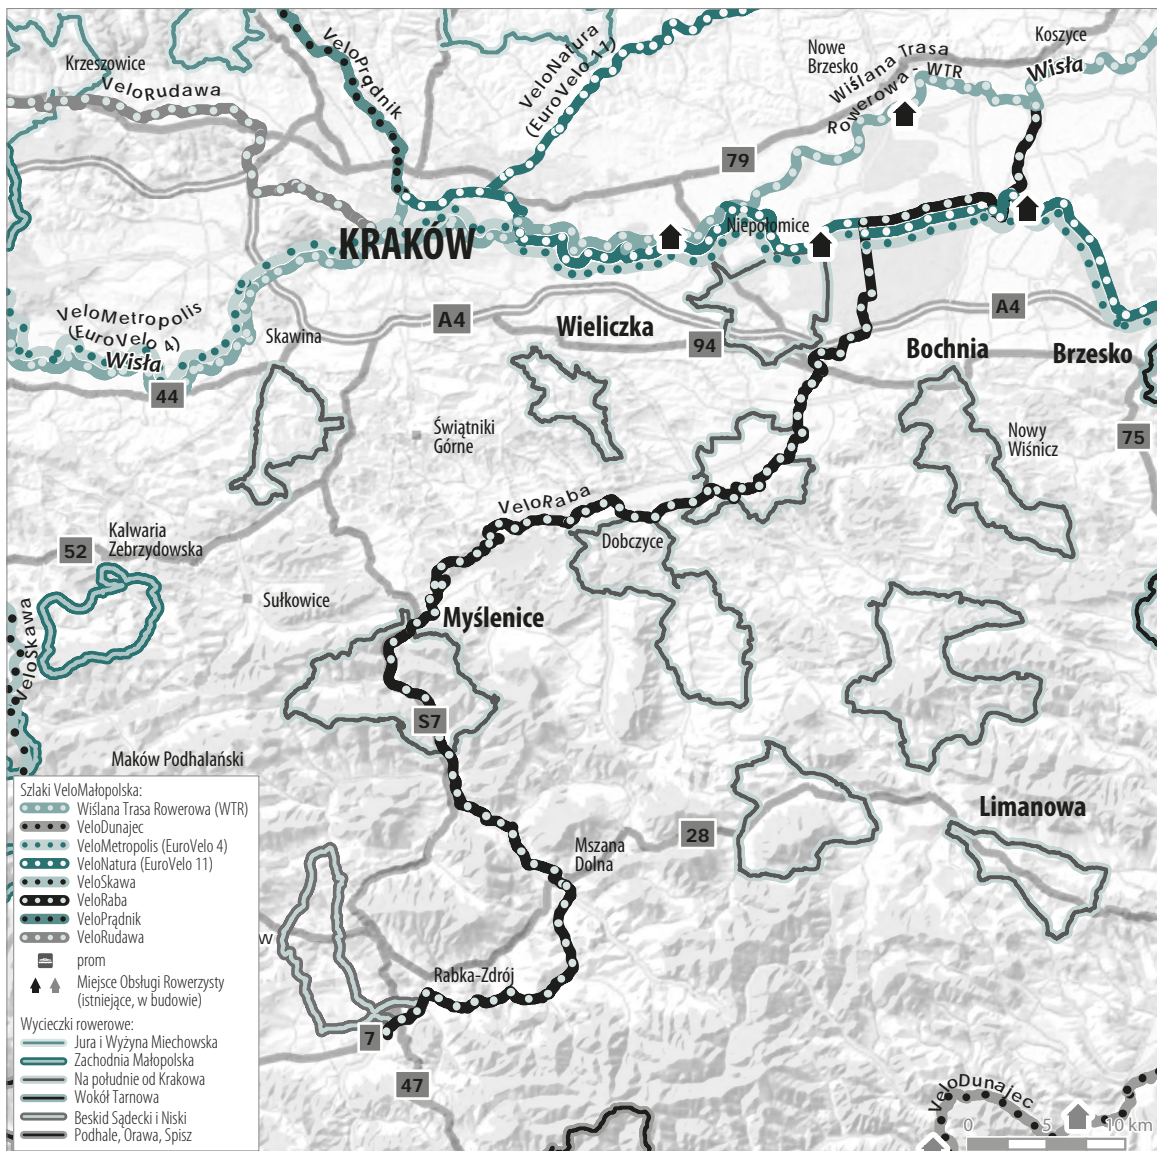 Krzeszowice
VeloRudawa
VeloPrądnik
VeloNatura
(EuroVelo 11)
Nowe
Brzesko
Wiślana Trasa
Rowerowa - WTR
Koszyce
Wisła
79
KRAKÓW
Niepołomice
VeloMetropolis
(EuroVelo 4)
Wisła
Skawina
A4
Wieliczka
94
A4
Bochnia
Brzesko
44
Świątniki
Górne
Nowy
Wiśnicz
75
VeloRaba
Kalwaria
Zebrzydowska
52
Dobczyce
Sułkowice
Myślenice
VeloSkawa
S7
Maków Podhalański
Limanowa
28
Mszana
Dolna
W
Rabka-Zdrój
7
47
VeloDunajec
0 5 10 km
Szlaki VeloMałopolska:
Wiślana Trasa Rowerowa (WTR)
VeloDunajec
VeloMetropolis (EuroVelo 4)
VeloNatura (EuroVelo 11)
VeloSkawa
VeloRaba
VeloPrądnik
VeloRudawa
prom
Miejsce Obsługi Rowerzysty
(istniejące, w budowie)
Wycieczki rowerowe:
Jura i Wyżyna Miechowska
Zachodnia Małopolska
Na południe od Krakowa
Wokół Tarnowa
Beskid Sądecki i Niski
Podhale, Orawa, Spisz